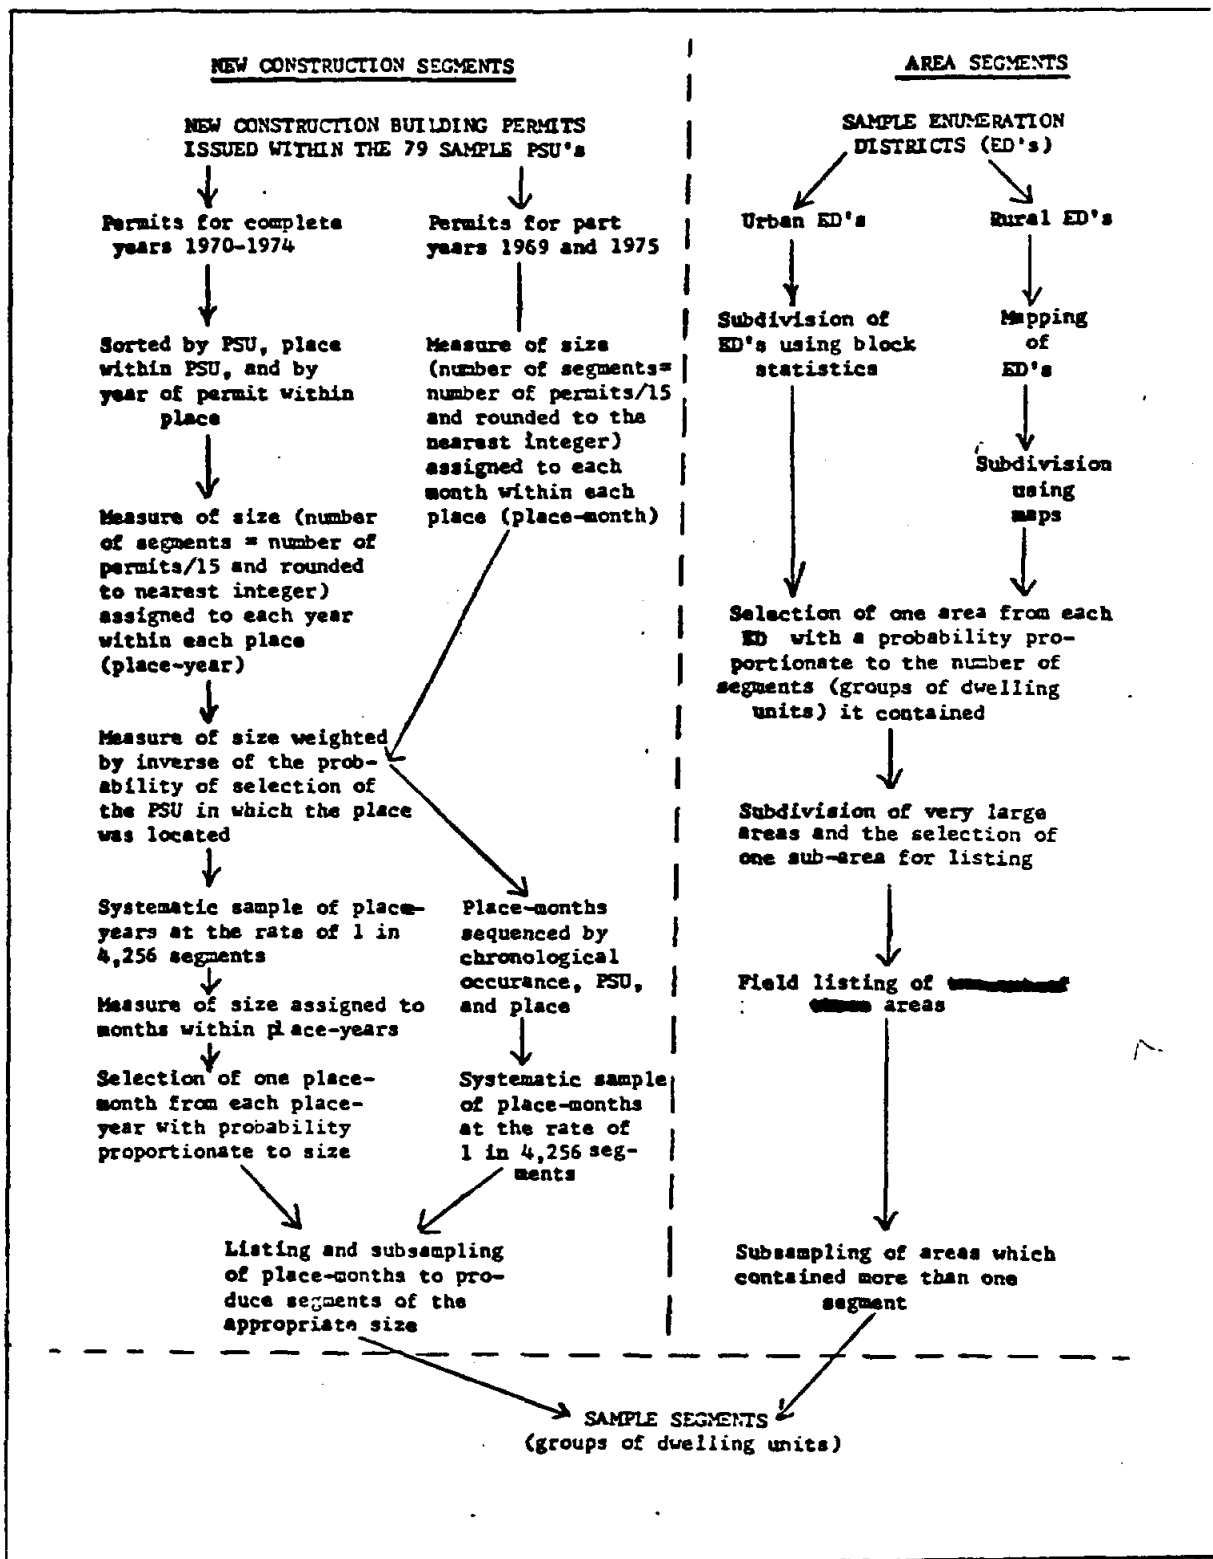 NEW CONSTRUCTION SEGMENTS
NEW CONSTRUCTION BUILDING PERMITS
ISSUED WITHIN THE 79 SAMPLE PSU's
Permits for complete
years 1970-1974
Sorted by PSU, place
within PSU, and by
year of permit within
place
Measure of size (number
of segments = number of
permits/15 and rounded
to nearest integer)
assigned to each year
within each place
(place-year)
Measure of size weighted
by inverse of the prob-
ability of selection of
the PSU in which the place
was located
Systematic sample of place-
years at the rate of 1 in
4,256 segments
Measure of size assigned to
months within place-years
Selection of one place-
month from each place-
year with probability
proportionate to size
Permits for part
years 1969 and 1975
Measure of size
(number of segments=
number of permits/15
and rounded to the
nearest integer)
assigned to each
month within each
place (place-month)
Place-months
sequenced by
chronological
occurance, PSU,
and place
Systematic sample
of place-months
at the rate of
1 in 4,256 seg-
ments
Listing and subsampling
of place-months to pro-
duce segments of the
appropriate size
AREA SEGMENTS
SAMPLE ENUMERATION
DISTRICTS (ED's)
Urban ED's
Subdivision of
ED's using block
statistics
Rural ED's
Mapping
of
ED's
Subdivision
using
maps
Selection of one area from each
ED with a probability pro-
portionate to the number of
segments (groups of dwelling
units) it contained
Subdivision of very large
areas and the selection of
one sub-area for listing
Field listing of
areas
Subsampling of areas which
contained more than one
segment
SAMPLE SEGMENTS
(groups of dwelling units)